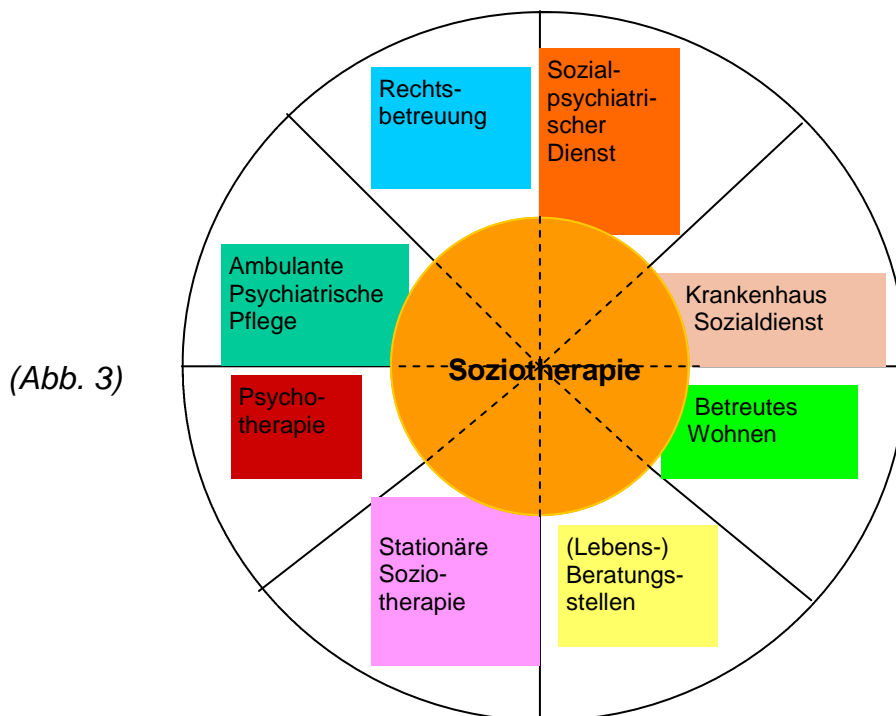 Rechts-
betreuung
Sozial-
psychiatri-
scher
Dienst
Ambulante
Psychiatrische
Pflege
Krankenhaus
Sozialdienst
(Abb. 3)
Soziotherapie
Psycho-
therapie
Betreutes
Wohnen
Stationäre
Sozio-
therapie
(Lebens-)
Beratungs-
stellen